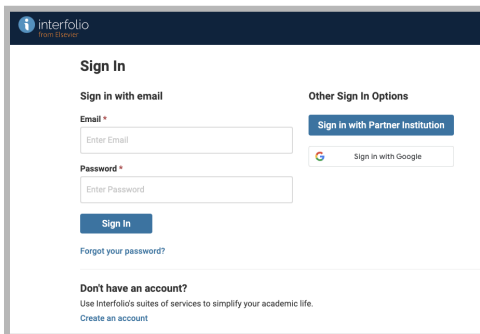 interfolio
from Elsevier
Sign In
Sign in with email
Email *
Enter Email
Password *
Enter Password
Sign In
Forgot your password?
Other Sign In Options
Sign in with Partner Institution
Sign in with Google
Don't have an account?
Use Interfolio's suites of services to simplify your academic life.
Create an account